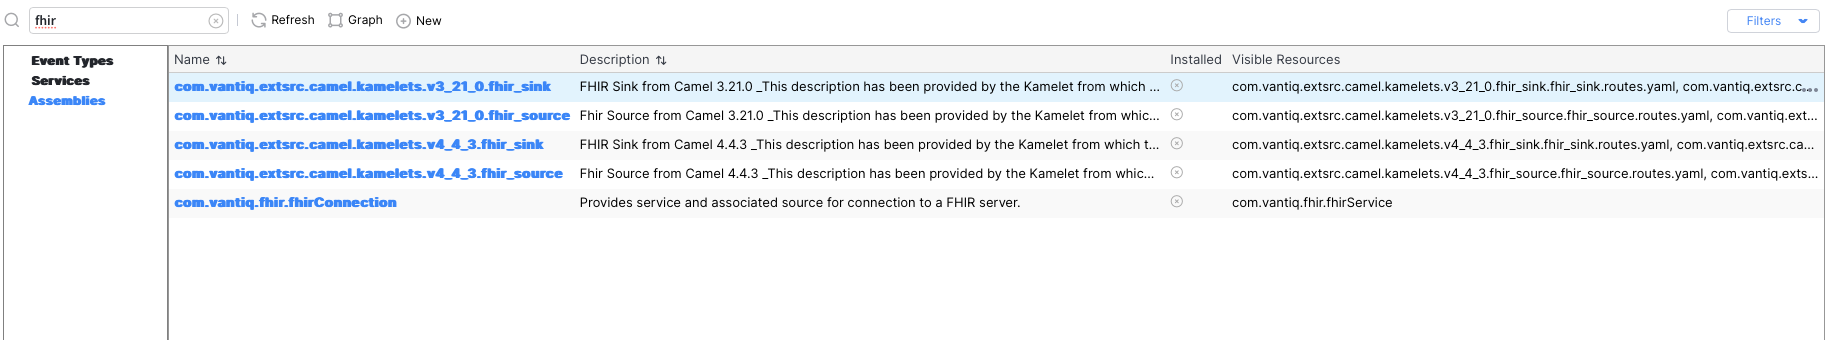 fhir Refresh Graph New Filters
Event Types
Services
Assemblies
Name Description Installed Visible Resources
com.vantiq.extsrc.camel.kamelets.v3_21_0.fhir_sink FHIR Sink from Camel 3.21.0 _This description has been provided by the Kamelet from which ... com.vantiq.extsrc.camel.kamelets.v3_21_0.fhir_sink.fhir_sink.routes.yaml, com.vantiq.extsrc.c...
com.vantiq.extsrc.camel.kamelets.v3_21_0.fhir_source Fhir Source from Camel 3.21.0 _This description has been provided by the Kamelet from whic... com.vantiq.extsrc.camel.kamelets.v3_21_0.fhir_source.fhir_source.routes.yaml, com.vantiq.ext...
com.vantiq.extsrc.camel.kamelets.v4_4_3.fhir_sink FHIR Sink from Camel 4.4.3 _This description has been provided by the Kamelet from which t... com.vantiq.extsrc.camel.kamelets.v4_4_3.fhir_sink.fhir_sink.routes.yaml, com.vantiq.extsrc.ca...
com.vantiq.extsrc.camel.kamelets.v4_4_3.fhir_source Fhir Source from Camel 4.4.3 _This description has been provided by the Kamelet from whic... com.vantiq.extsrc.camel.kamelets.v4_4_3.fhir_source.fhir_source.routes.yaml, com.vantiq.exts...
com.vantiq.fhir.fhirConnection Provides service and associated source for connection to a FHIR server. com.vantiq.fhir.fhirService